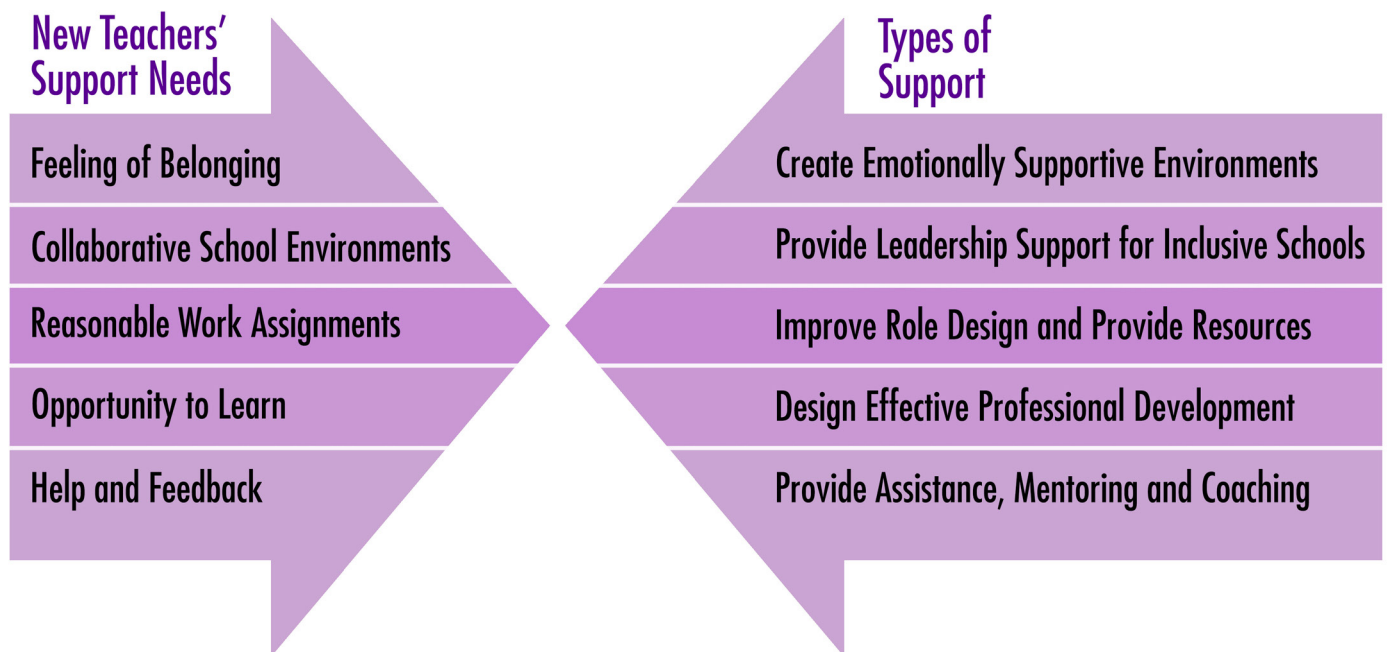 New Teachers’
Support Needs
Feeling of Belonging
Collaborative School Environments
Reasonable Work Assignments
Opportunity to Learn
Help and Feedback
Types of
Support
Create Emotionally Supportive Environments
Provide Leadership Support for Inclusive Schools
Improve Role Design and Provide Resources
Design Effective Professional Development
Provide Assistance, Mentoring and Coaching